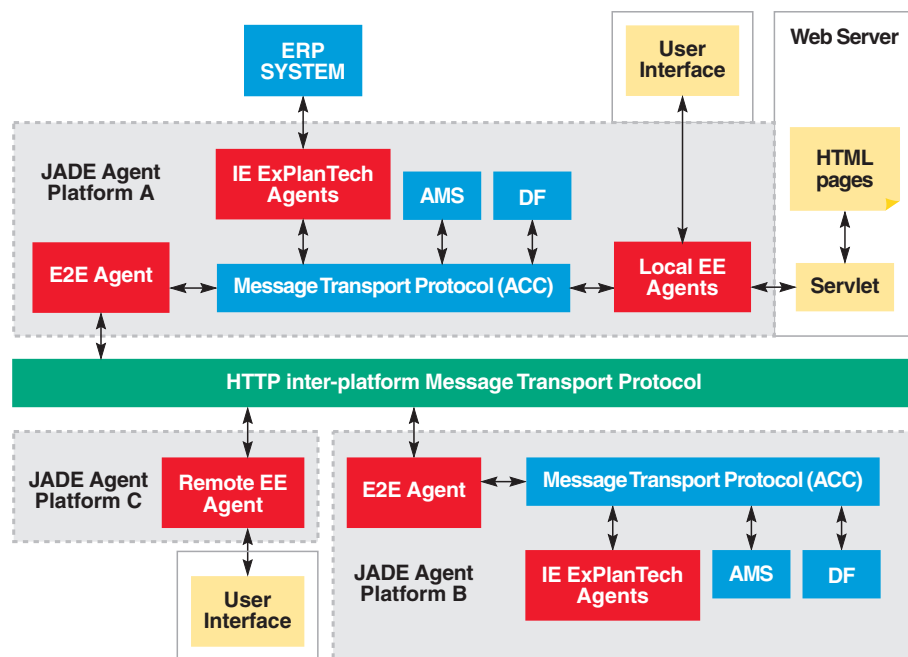 ERP
SYSTEM
User
Interface
Web Server
JADE Agent
Platform A
IE ExPlanTech
Agents
AMS
DF
HTML
pages
E2E Agent
Message Transport Protocol (ACC)
Local EE
Agents
Servlet
HTTP inter-platform Message Transport Protocol
JADE Agent
Platform C
Remote EE
Agent
E2E Agent
Message Transport Protocol (ACC)
User
Interface
JADE Agent
Platform B
IE ExPlanTech
Agents
AMS
DF